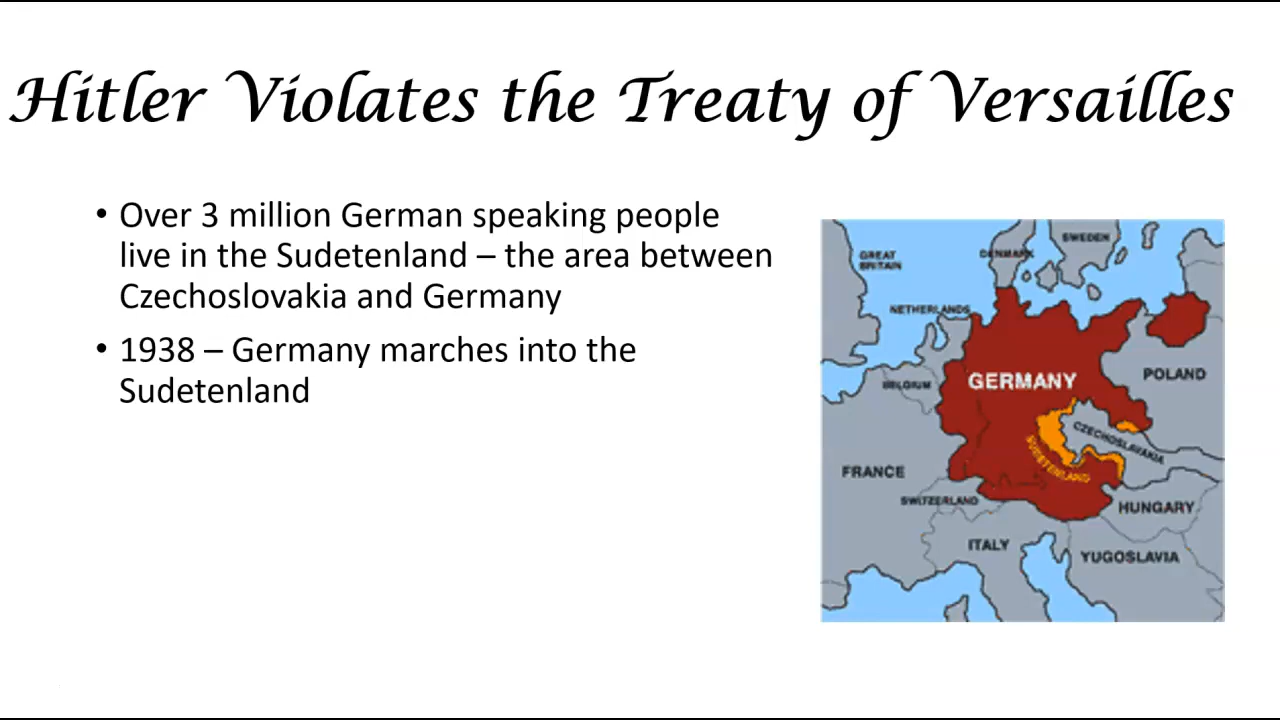 Hitler Violates the Treaty of Versailles
• Over 3 million German speaking people
live in the Sudetenland – the area between
Czechoslovakia and Germany
• 1938 – Germany marches into the
Sudetenland
SWEDEN
DENMARK
GREAT
BRITAIN
NETHERLANDS
POLAND
GERMANY
BELGIUM
CZECHOSLAVAKIA
SUDETENLAND
FRANCE
SWITZERLAND
HUNGARY
ITALY
YUGOSLAVIA